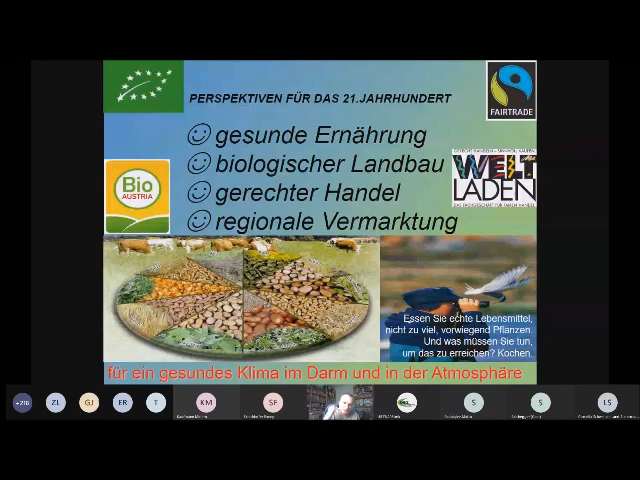 PERSPEKTIVEN FÜR DAS 21.JAHRHUNDERT
FAIRTRADE
gesunde Ernährung
biologischer Landbau
gerechter Handel
regionale Vermarktung
Bio
AUSTRIA
WELT
LADEN
Essen Sie echte Lebensmittel,
nicht zu viel, vorwiegend Pflanzen.
Und was müssen Sie tun,
um das zu erreichen? Kochen.
für ein gesundes Klima im Darm und in der Atmosphäre
+216
ZL
GJ
ER
T
KM
SF
S
S
LS